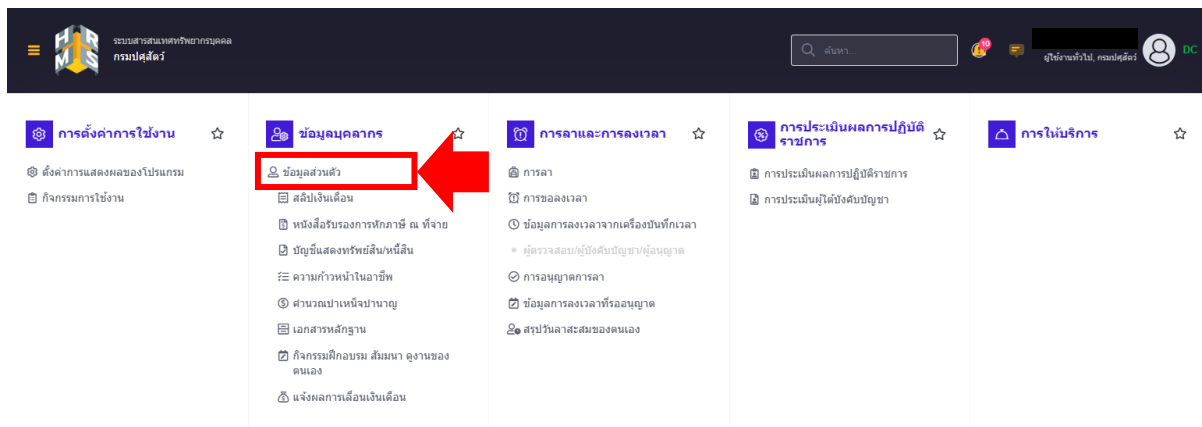 HR
MIS
ระบบสารสนเทศทรัพยากรบุคคล
กรมปศุสัตว์
ค้นหา...
10
ผู้ใช้งานทั่วไป, กรมปศุสัตว์
DC
การตั้งค่าการใช้งาน
ตั้งค่าการแสดงผลของโปรแกรม
กิจกรรมการใช้งาน
ข้อมูลบุคลากร
ข้อมูลส่วนตัว
สลิปเงินเดือน
หนังสือรับรองการหักภาษี ณ ที่จ่าย
บัญชีแสดงทรัพย์สิน/หนี้สิน
ความก้าวหน้าในอาชีพ
คำนวณบำเหน็จบำนาญ
เอกสารหลักฐาน
กิจกรรมฝึกอบรม สัมมนา ดูงานของ
ตนเอง
แจ้งผลการเลื่อนเงินเดือน
การลาและการลงเวลา
การลา
การขอลงเวลา
ข้อมูลการลงเวลาจากเครื่องบันทึกเวลา
ผู้ตรวจสอบ/ผู้บังคับบัญชา/ผู้อนุญาต
การอนุญาตการลา
ข้อมูลการลงเวลาที่รออนุญาต
สรุปวันลาสะสมของตนเอง
การประเมินผลการปฏิบัติ
ราชการ
การประเมินผลการปฏิบัติราชการ
การประเมินผู้ใต้บังคับบัญชา
การให้บริการ